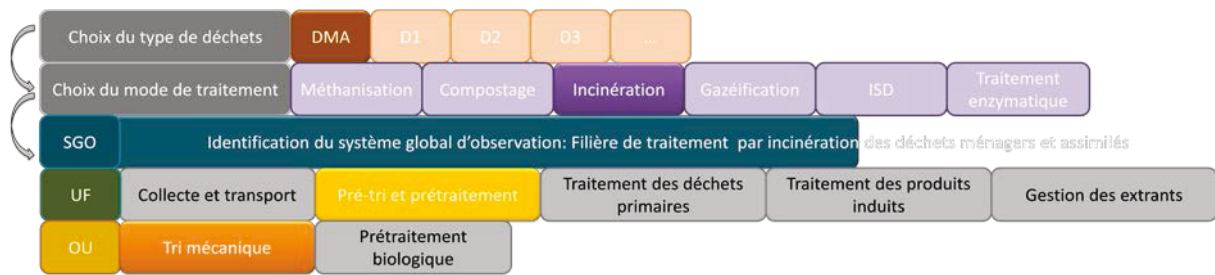 Choix du type de déchets DMA D1 D2 D3 ...
Choix du mode de traitement Méthanisation Compostage Incinération Gazéification ISD Traitement enzymatique
SGO Identification du système global d'observation: Filière de traitement par incinération des déchets ménagers et assimilés
UF Collecte et transport Pré-tri et prétraitement Traitement des déchets primaires Traitement des produits induits Gestion des extrants
OU Tri mécanique Prétraitement biologique